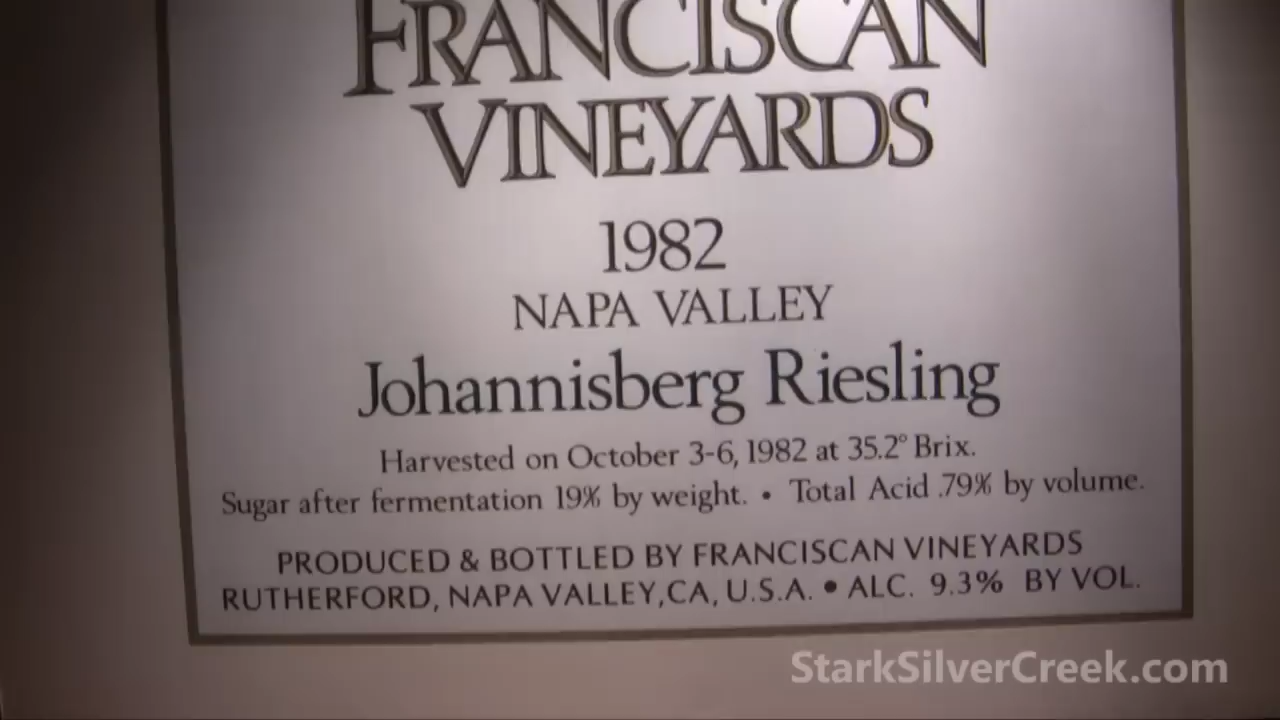 FRANCISCAN
VINEYARDS
1982
NAPA VALLEY
Johannisberg Riesling
Harvested on October 3-6, 1982 at 35.2° Brix.
Sugar after fermentation 19% by weight. • Total Acid .79% by volume.
PRODUCED & BOTTLED BY FRANCISCAN VINEYARDS
RUTHERFORD, NAPA VALLEY,CA, U.S.A. • ALC. 9.3% BY VOL.
StarkSilverCreek.com